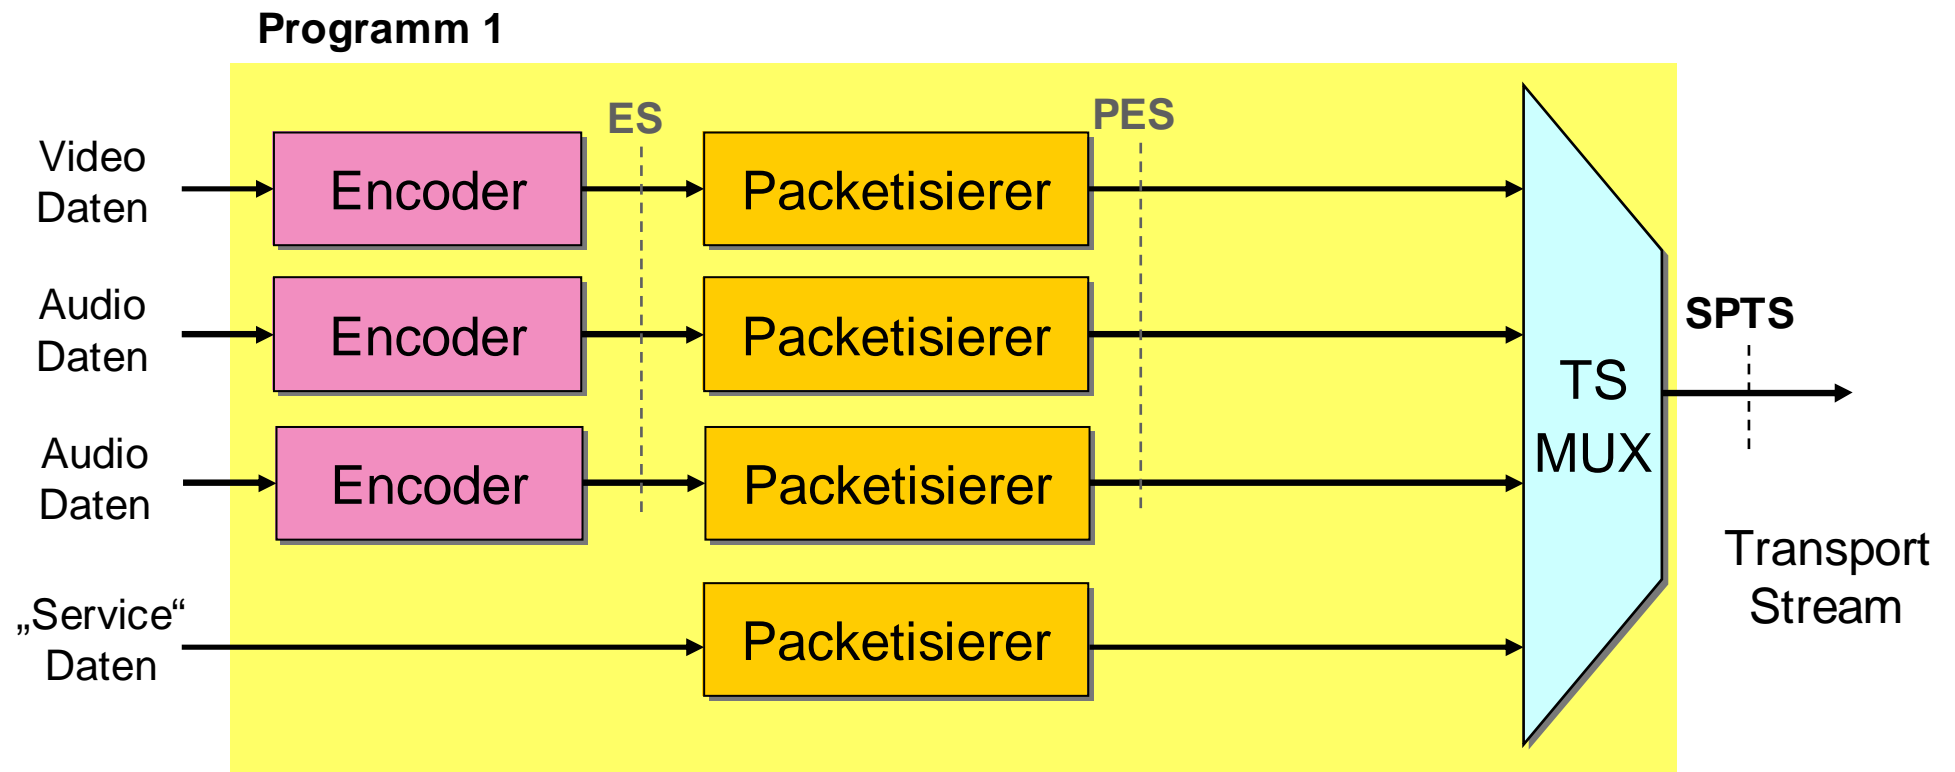 Programm 1
ES
PES
Video
Daten
Encoder
Packetisierer
Audio
Daten
Encoder
Packetisierer
SPTS
TS
MUX
Audio
Daten
Encoder
Packetisierer
Transport
Stream
„Service“
Daten
Packetisierer